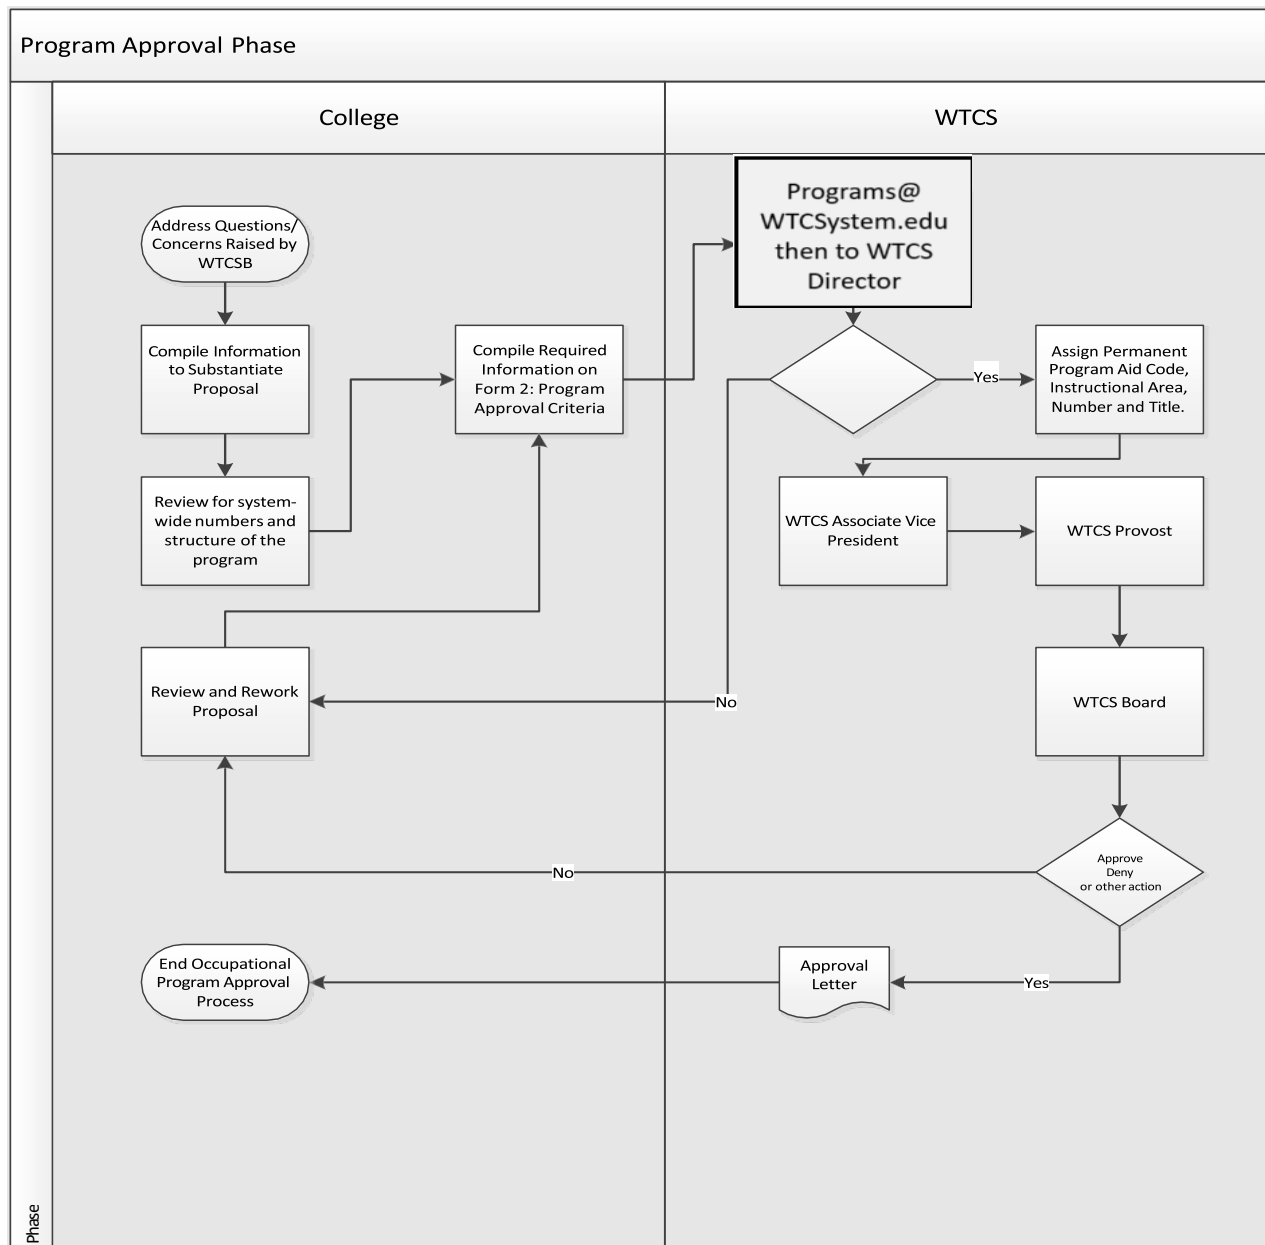 Program Approval Phase
College
WTCS
Programs@
WTCSystem.edu
then to WTCS
Director
Address Questions/
Concerns Raised by
WTCSB
Compile Information
to Substantiate
Proposal
Compile Required
Information on
Form 2: Program
Approval Criteria
Yes
Assign Permanent
Program Aid Code,
Instructional Area,
Number and Title.
Review for system-
wide numbers and
structure of the
program
WTCS Associate Vice
President
WTCS Provost
Review and Rework
Proposal
No
WTCS Board
No
Approve
Deny
or other action
End Occupational
Program Approval
Process
Approval
Letter
Yes
Phase